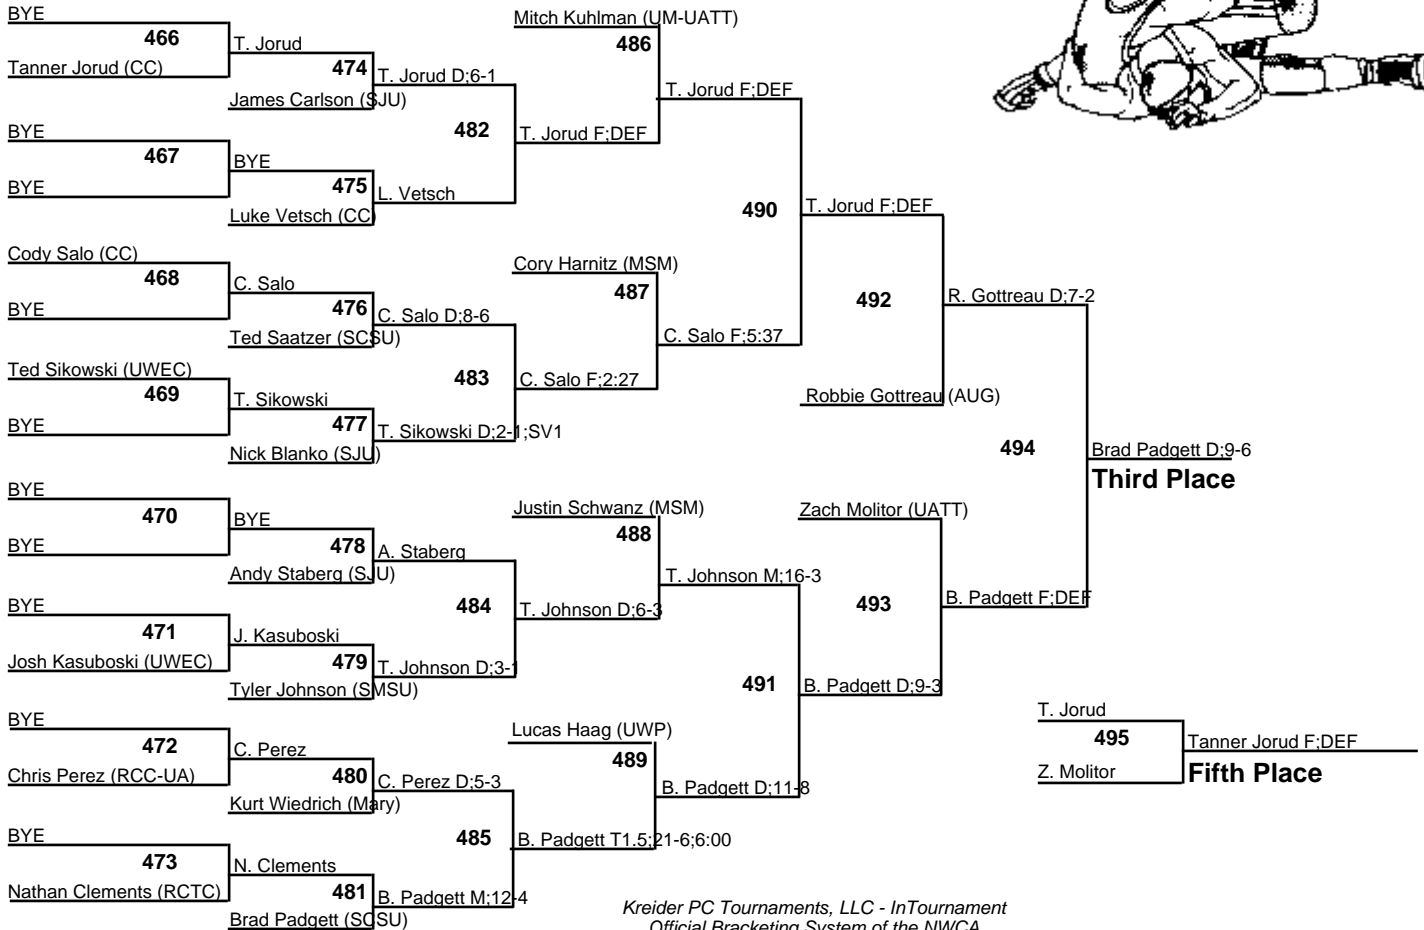 BYE
466
Tanner Jorud (CC)
T. Jorud
474
James Carlson (SJU)
T. Jorud D;6-1
BYE
467
BYE
BYE
475
Luke Vetsch (CC)
L. Vetsch
482
T. Jorud F;DEF
Mitch Kuhlman (UM-UATT)
486
T. Jorud F;DEF
Cody Salo (CC)
468
BYE
C. Salo
476
Ted Saatzer (SCSU)
C. Salo D;8-6
Ted Sikowski (UWEC)
469
BYE
T. Sikowski
477
Nick Blanko (SJU)
T. Sikowski D;2-1;SV1
483
C. Salo F;2:27
Cory Harnitz (MSM)
487
C. Salo F;5:37
490
T. Jorud F;DEF
492
Robbie Gottreau (AUG)
R. Gottreau D;7-2
BYE
470
BYE
BYE
478
Andy Staberg (SJU)
A. Staberg
BYE
471
Josh Kasuboski (UWEC)
J. Kasuboski
479
Tyler Johnson (SMSU)
T. Johnson D;3-1
484
T. Johnson D;6-3
Justin Schwanz (MSM)
488
T. Johnson M;16-3
BYE
472
Chris Perez (RCC-UA)
C. Perez
480
Kurt Wiedrich (Mary)
C. Perez D;5-3
BYE
473
Nathan Clements (RCTC)
N. Clements
481
Brad Padgett (SCSU)
B. Padgett M;12-4
485
B. Padgett T1.5;21-6;6:00
Lucas Haag (UWP)
489
B. Padgett D;11-8
491
B. Padgett D;9-3
Zach Molitor (UATT)
493
B. Padgett F;DEF
494
Brad Padgett D;9-6
Third Place
T. Jorud
495
Z. Molitor
Tanner Jorud F;DEF
Fifth Place
Kreider PC Tournaments, LLC - InTournament
Official Bracketing System of the NWCA